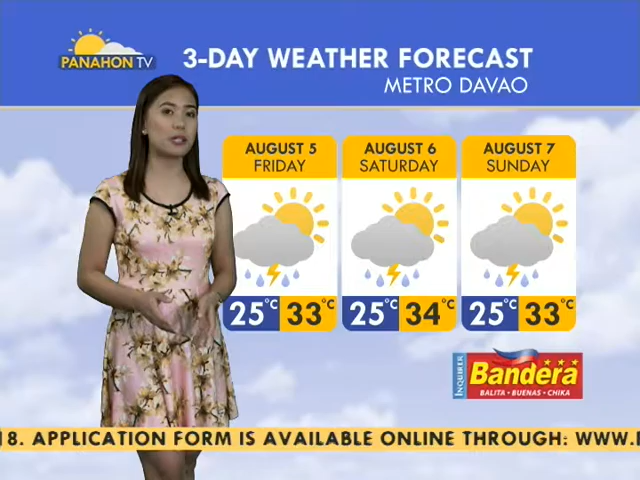 PANAHON TV
3-DAY WEATHER FORECAST
METRO DAVAO
AUGUST 5
FRIDAY
25°C 33°C
AUGUST 6
SATURDAY
25°C 34°C
AUGUST 7
SUNDAY
25°C 33°C
INQUIRER
Bandera
BALITA • BUENAS • CHIKA
18. APPLICATION FORM IS AVAILABLE ONLINE THROUGH: WWW.